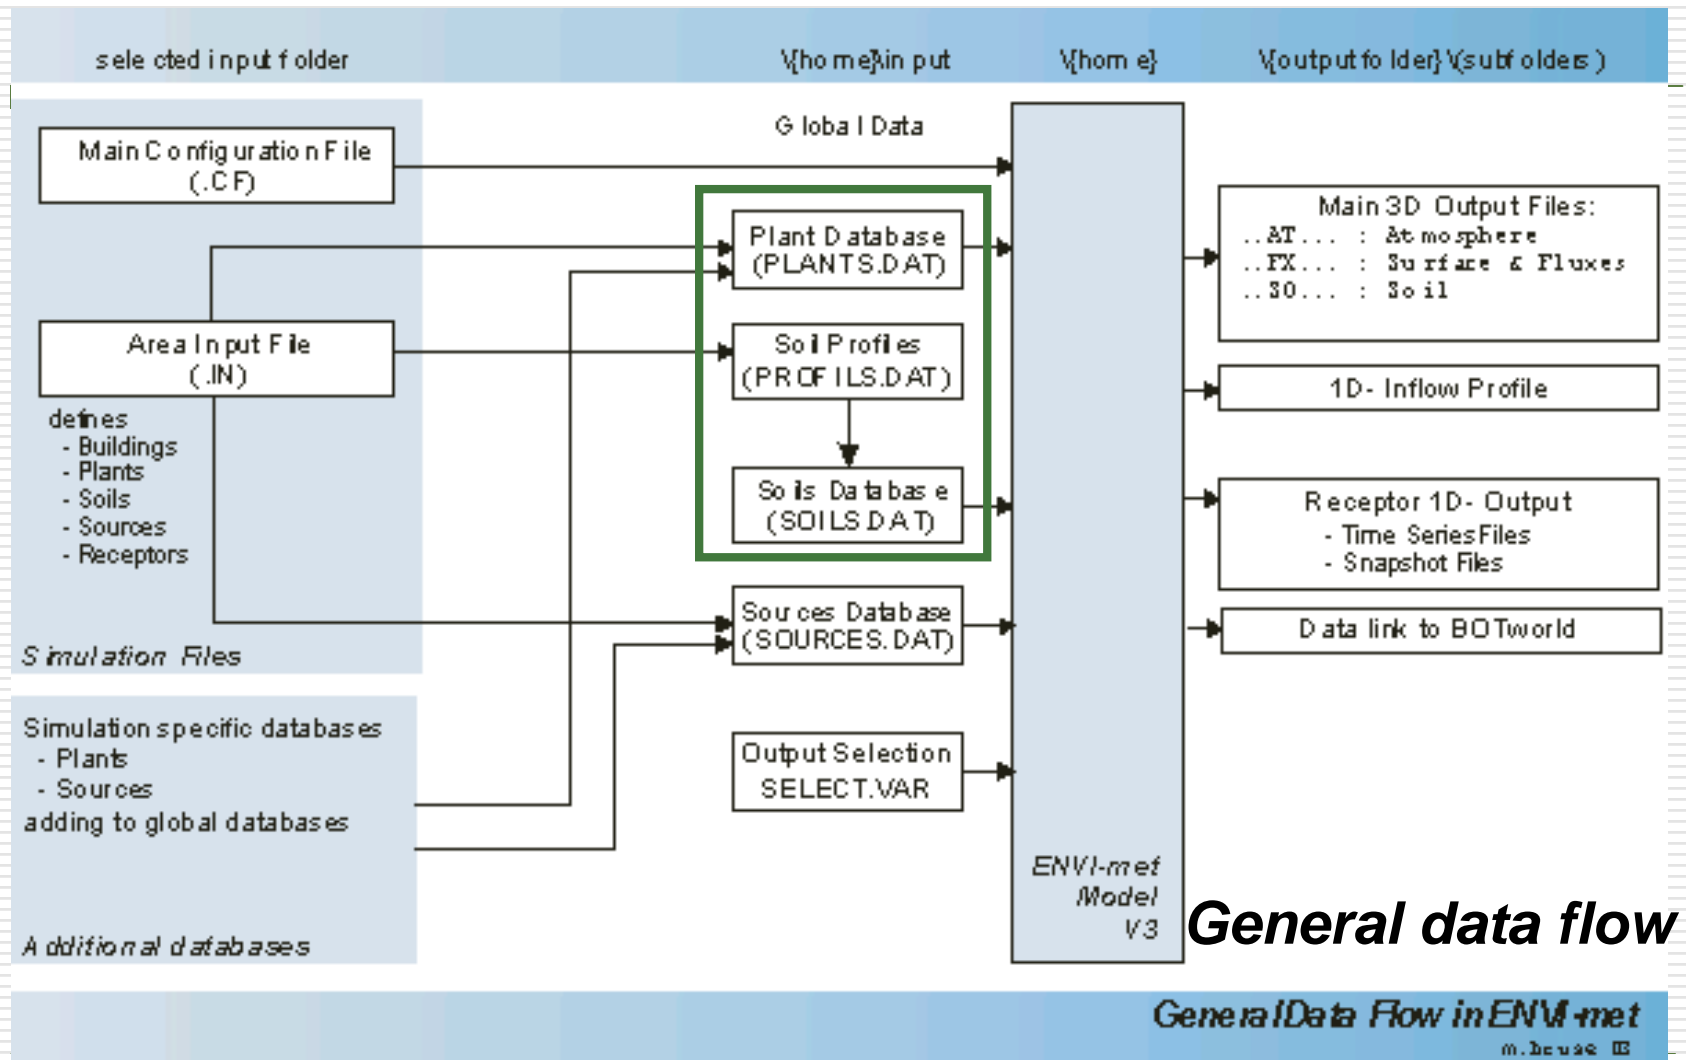 selected input folder
\{home}\input
\{home}
\{outputfolder}\(subfolders)
Global Data
Main Configuration File
(.CF)
Area Input File
(.IN)
defines
- Buildings
- Plants
- Soils
- Sources
- Receptors
Simulation Files
Simulation specific databases
- Plants
- Sources
adding to global databases
Additional databases
Plant Database
(PLANTS.DAT)
Soil Profiles
(PROFILS.DAT)
Soils Database
(SOILS.DAT)
Sources Database
(SOURCES.DAT)
Output Selection
SELECT.VAR
ENVI-met
Model
V3
Main 3D Output Files:
..AT... : Atmosphere
..FX... : Surface & Fluxes
..SO... : Soil
1D- Inflow Profile
Receptor 1D- Output
- Time Series Files
- Snapshot Files
Data link to BOTworld
General data flow
General Data Flow in ENVI-met